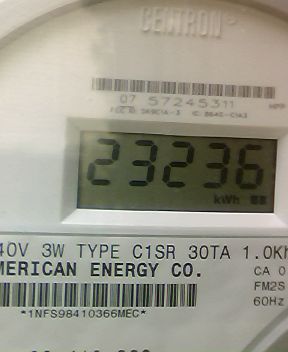 CENTRON
07 57245311
23236
kWh
40V 3W TYPE C1SR 30TA 1.0Kh
MERICAN ENERGY CO.
CA 0
FM2S
60Hz
*1NFS98410366MEC*